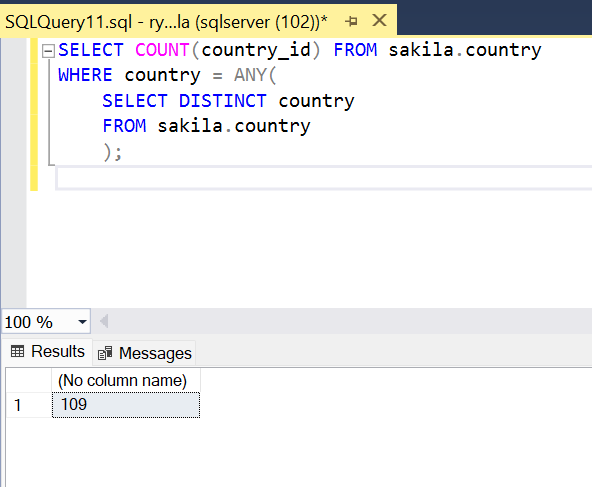 SQLQuery11.sql - ry...la (sqlserver (102))*
SELECT COUNT(country_id) FROM sakila.country
WHERE country = ANY(
SELECT DISTINCT country
FROM sakila.country
);
100 %
Results Messages
(No column name)
1 109